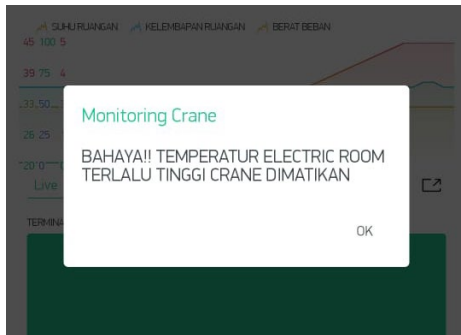 SUHU RUANGAN KELEMBAPAN RUANGAN BERAT BEBAN
45 100 5
39 75 4
33 50
26 25
20 0
Monitoring Crane
BAHAYA!! TEMPERATUR ELECTRIC ROOM
TERLALU TINGGI CRANE DIMATIKAN
OK
Live
TERMINA